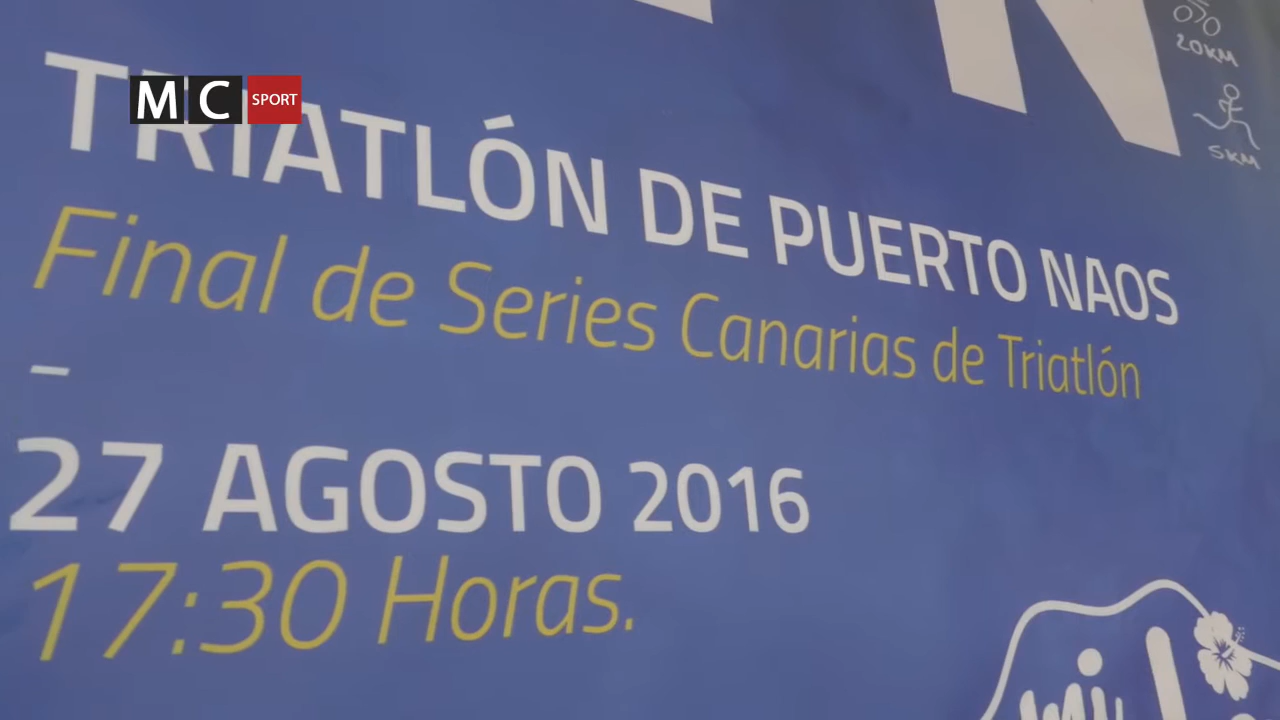 20KM
5KM
MC SPORT
TRIATLÓN DE PUERTO NAOS
Final de Series Canarias de Triatlón
–
27 AGOSTO 2016
17:30 Horas.